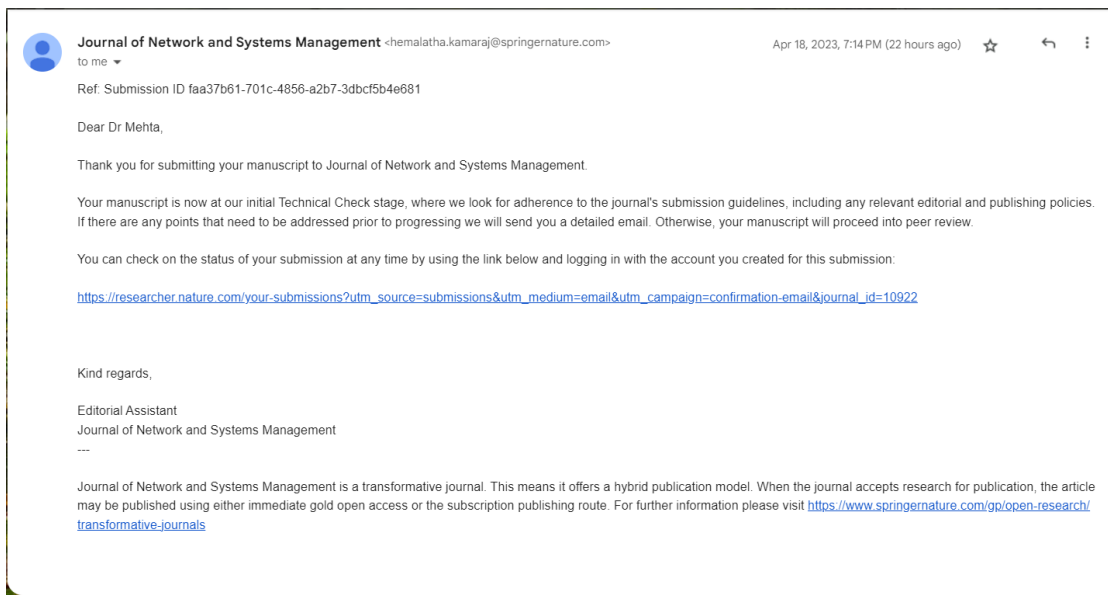 Journal of Network and Systems Management <hemalatha.kamaraj@springernature.com>
Apr 18, 2023, 7:14 PM (22 hours ago)
to me
Ref: Submission ID faa37b61-701c-4856-a2b7-3dbcf5b4e681
Dear Dr Mehta,
Thank you for submitting your manuscript to Journal of Network and Systems Management.
Your manuscript is now at our initial Technical Check stage, where we look for adherence to the journal's submission guidelines, including any relevant editorial and publishing policies.
If there are any points that need to be addressed prior to progressing we will send you a detailed email. Otherwise, your manuscript will proceed into peer review.
You can check on the status of your submission at any time by using the link below and logging in with the account you created for this submission:
https://researcher.nature.com/your-submissions?utm_source=submissions&utm_medium=email&utm_campaign=confirmation-email&journal_id=10922
Kind regards,
Editorial Assistant
Journal of Network and Systems Management
---
Journal of Network and Systems Management is a transformative journal. This means it offers a hybrid publication model. When the journal accepts research for publication, the article
may be published using either immediate gold open access or the subscription publishing route. For further information please visit https://www.springernature.com/gp/open-research/
transformative-journals